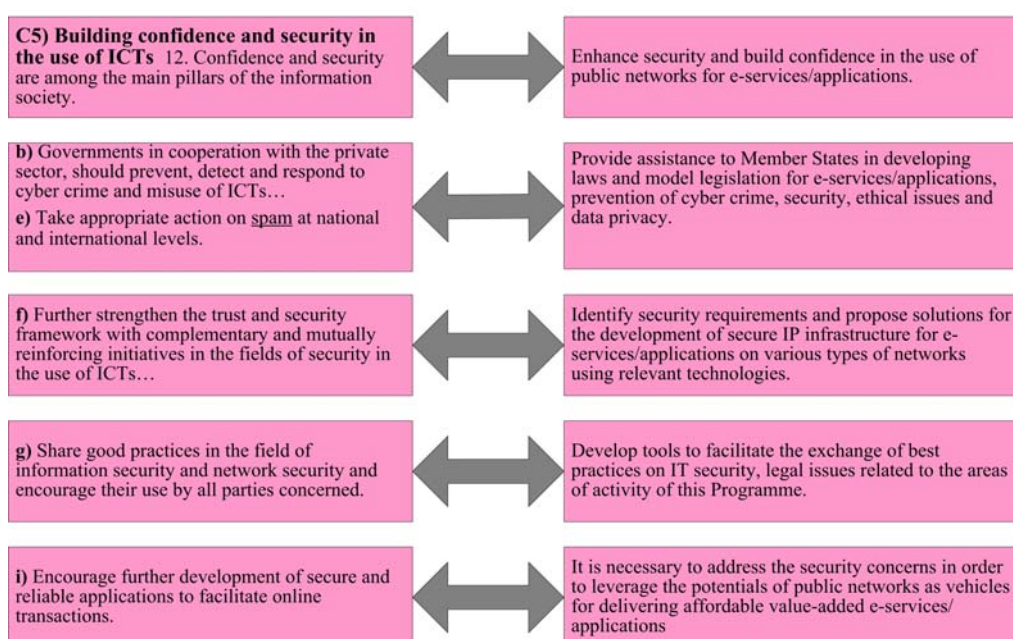 C5) Building confidence and security in
the use of ICTs 12. Confidence and security
are among the main pillars of the information
society.
Enhance security and build confidence in the use of
public networks for e-services/applications.
b) Governments in cooperation with the private
sector, should prevent, detect and respond to
cyber crime and misuse of ICTs…
e) Take appropriate action on spam at national
and international levels.
Provide assistance to Member States in developing
laws and model legislation for e-services/applications,
prevention of cyber crime, security, ethical issues and
data privacy.
f) Further strengthen the trust and security
framework with complementary and mutually
reinforcing initiatives in the fields of security in
the use of ICTs…
Identify security requirements and propose solutions for
the development of secure IP infrastructure for e-
services/applications on various types of networks
using relevant technologies.
g) Share good practices in the field of
information security and network security and
encourage their use by all parties concerned.
Develop tools to facilitate the exchange of best
practices on IT security, legal issues related to the areas
of activity of this Programme.
i) Encourage further development of secure and
reliable applications to facilitate online
transactions.
It is necessary to address the security concerns in order
to leverage the potentials of public networks as vehicles
for delivering affordable value-added e-services/
applications